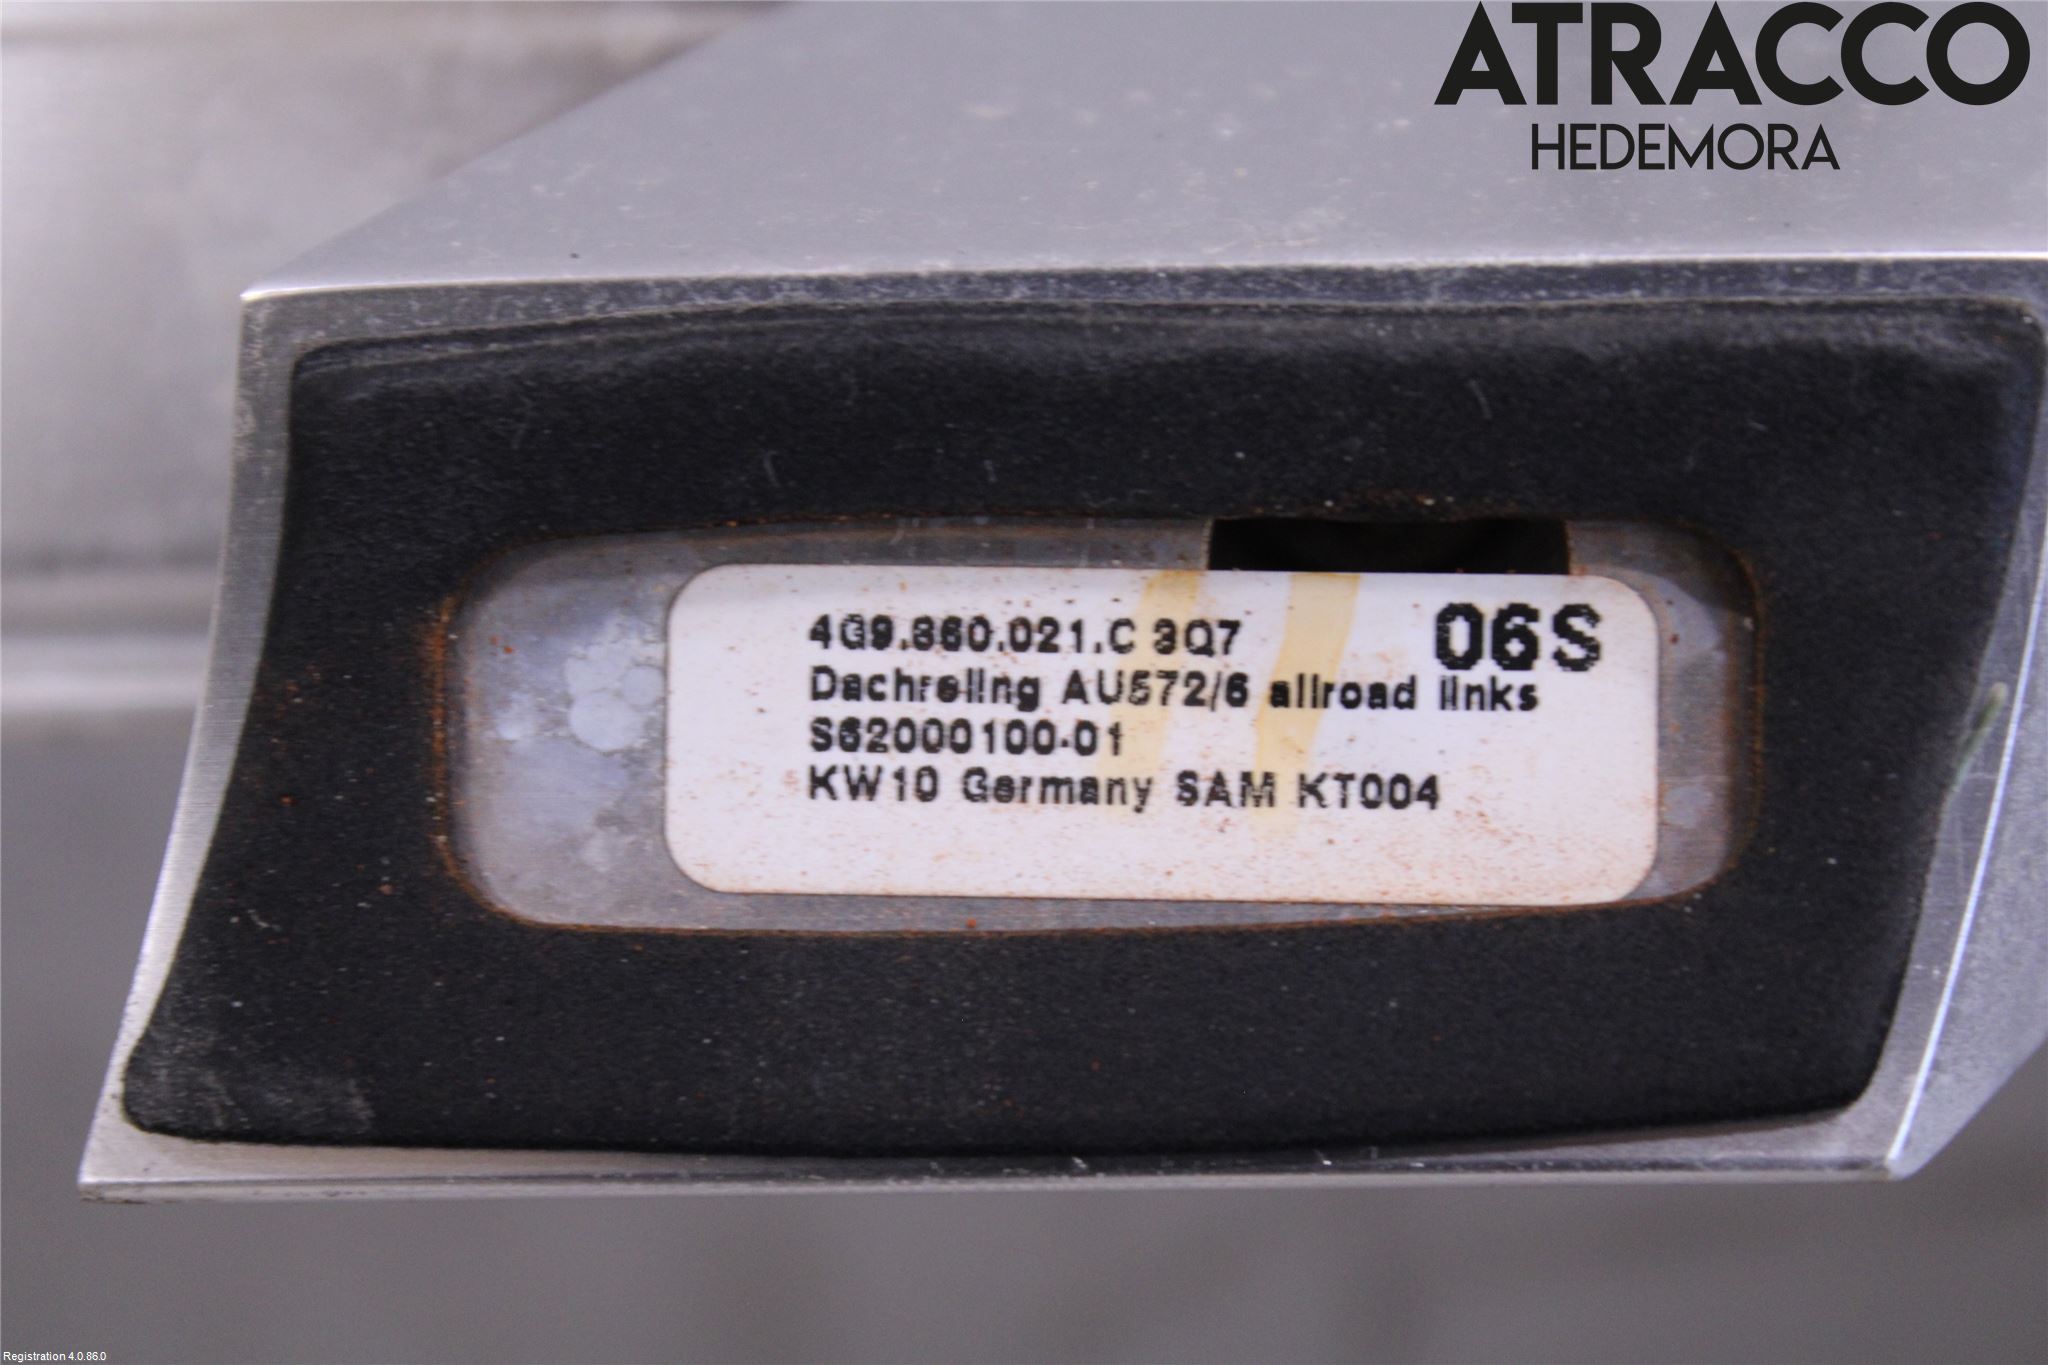 ATRACCO
HEDEMORA
4G9.860.021.C 3Q7
06S
Dachreling AU572/6 allroad links
S62000100-01
KW10 Germany SAM KT004
Registration 4.0.86.0